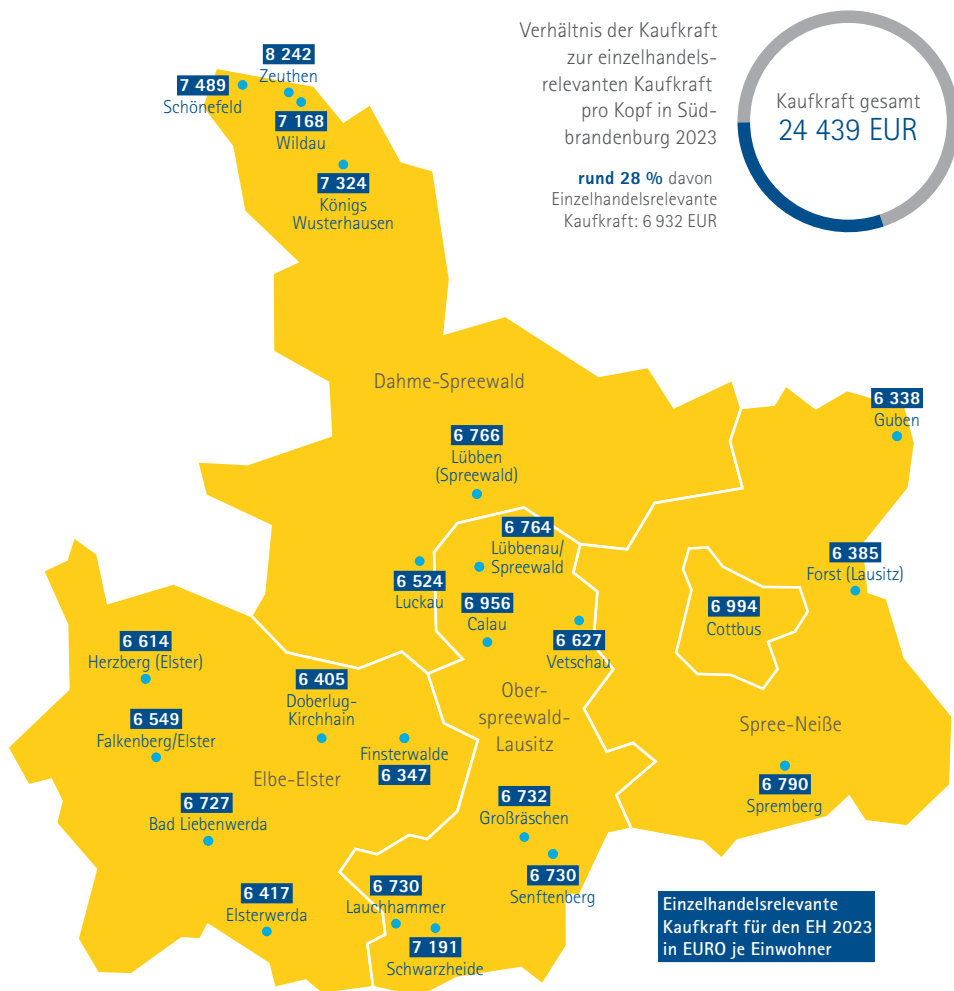 Verhältnis der Kaufkraft
zur einzelhandels-
relevanten Kaufkraft
pro Kopf in Süd-
brandenburg 2023
rund 28 % davon
Einzelhandelsrelevante
Kaufkraft: 6 932 EUR
Kaufkraft gesamt
24 439 EUR
8 242
Zeuthen
7 489
Schönefeld
7 168
Wildau
7 324
Königs
Wusterhausen
Dahme-Spreewald
6 338
Guben
6 766
Lübben
(Spreewald)
6 764
Lübbenau/
Spreewald
6 385
Forst (Lausitz)
6 524
Luckau
6 956
Calau
6 994
Cottbus
6 627
Vetschau
6 614
Herzberg (Elster)
6 405
Doberlug-
Kirchhain
Ober-
spreewald-
Lausitz
6 549
Falkenberg/Elster
Spree-Neiße
Finsterwalde
6 347
Elbe-Elster
6 790
Spremberg
6 727
Bad Liebenwerda
6 732
Großräschen
6 730
Senftenberg
6 417
Elsterwerda
6 730
Lauchhammer
7 191
Schwarzheide
Einzelhandelsrelevante
Kaufkraft für den EH 2023
in EURO je Einwohner